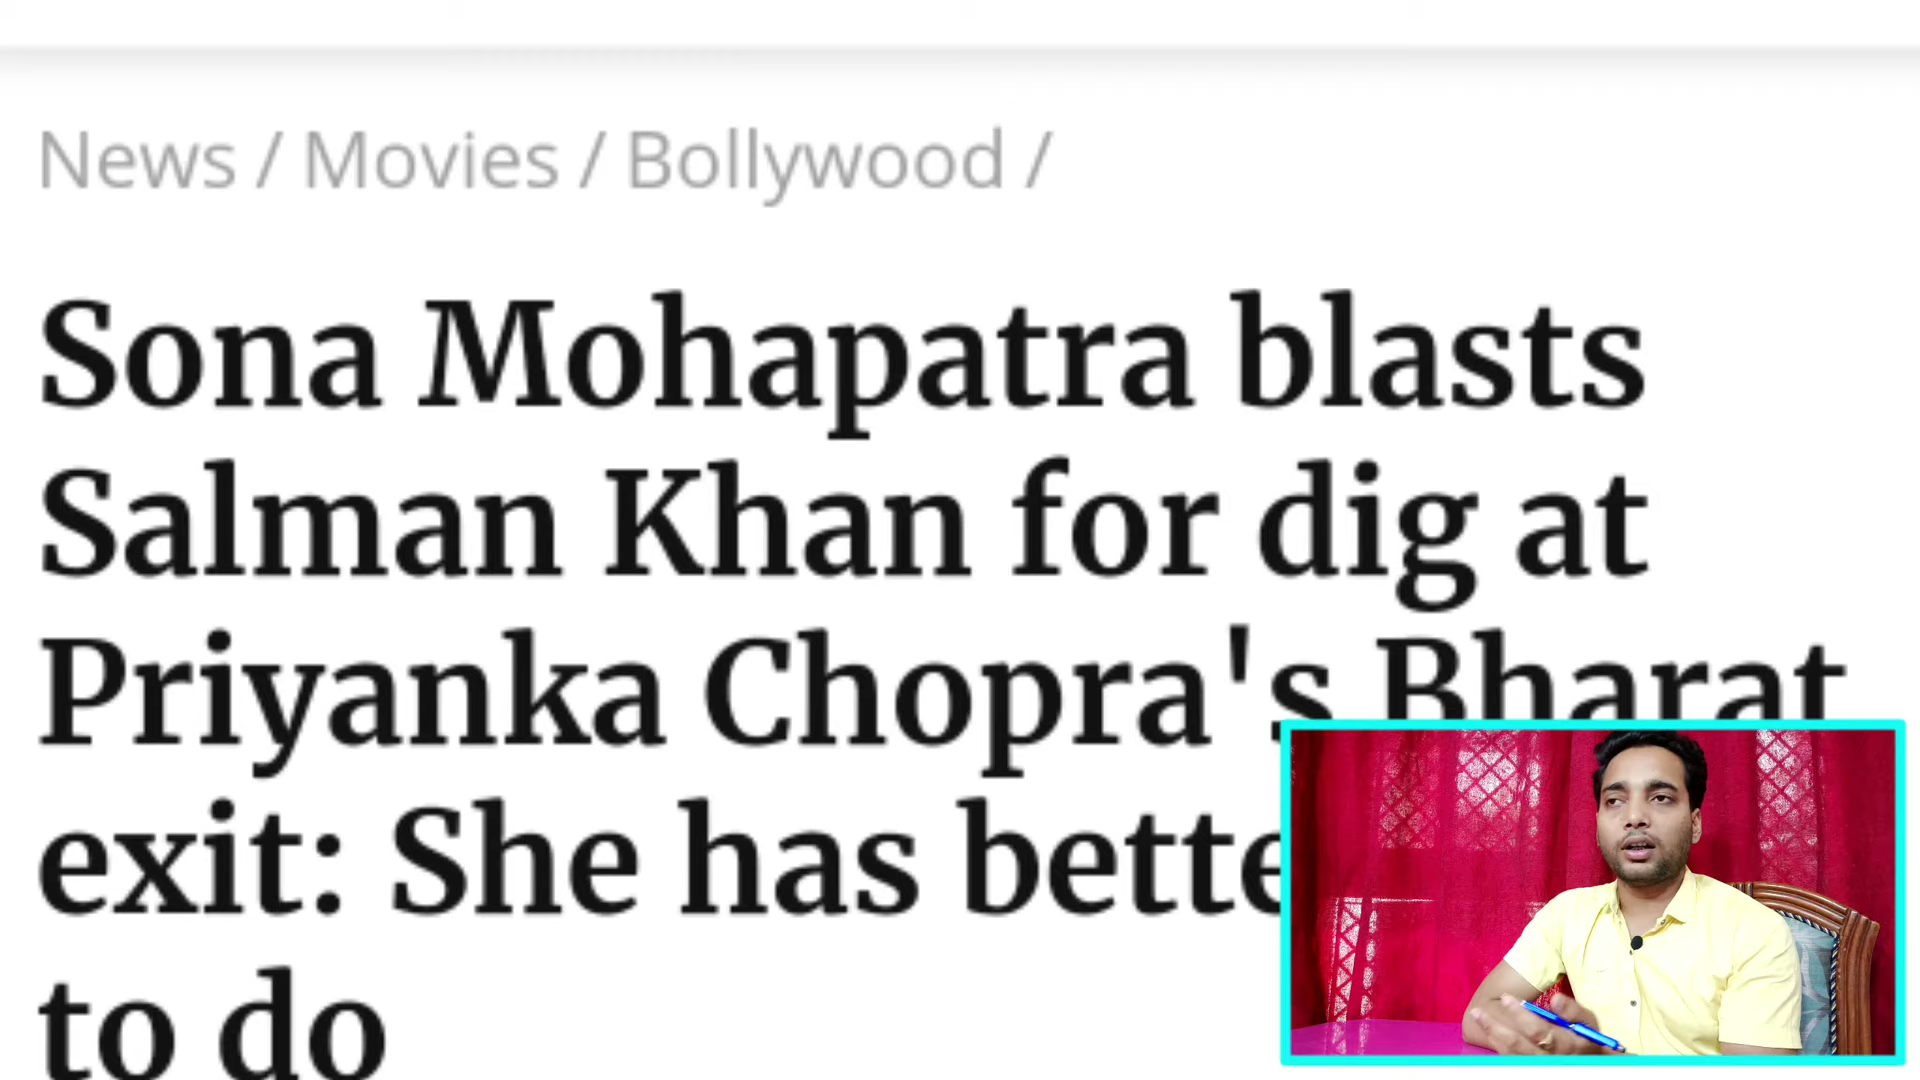 News / Movies / Bollywood /
Sona Mohapatra blasts
Salman Khan for dig at
Priyanka Chopra's Bharat
exit: She has
to do